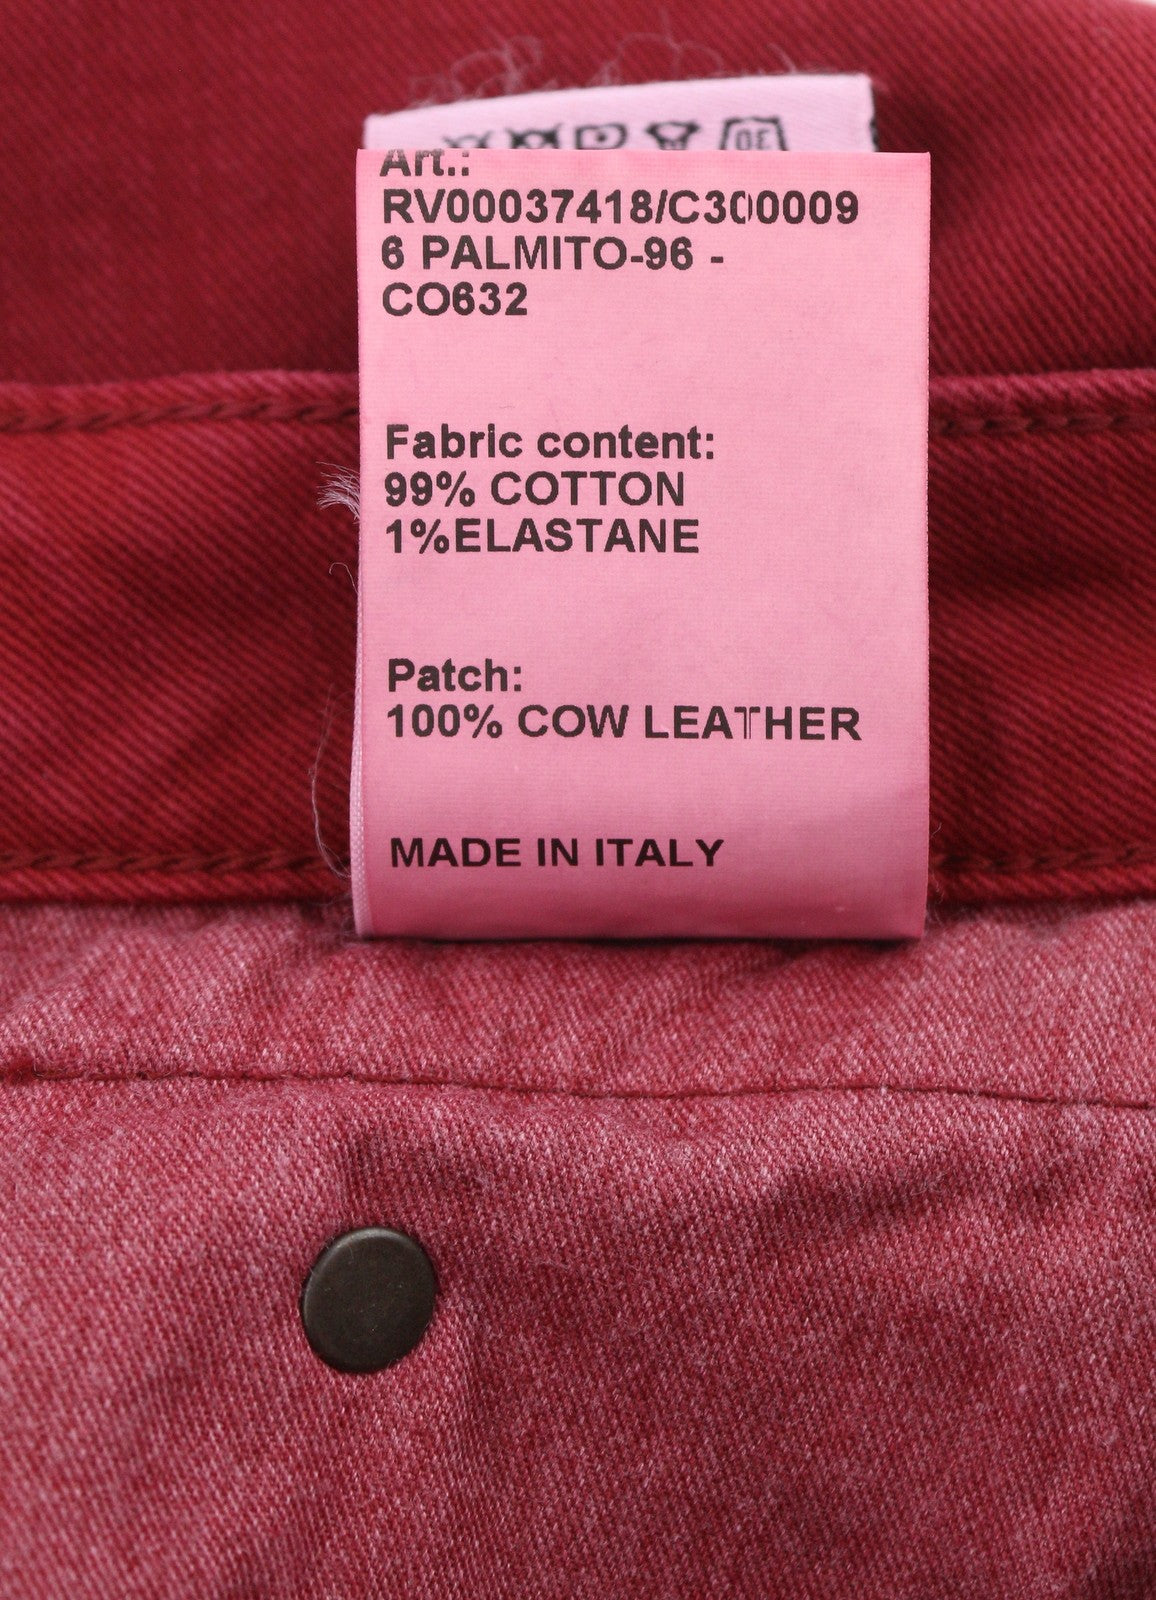 Art.:
RV00037418/C300009
6 PALMITO-96 -
CO632
Fabric content:
99% COTTON
1%ELASTANE
Patch:
100% COW LEATHER
MADE IN ITALY